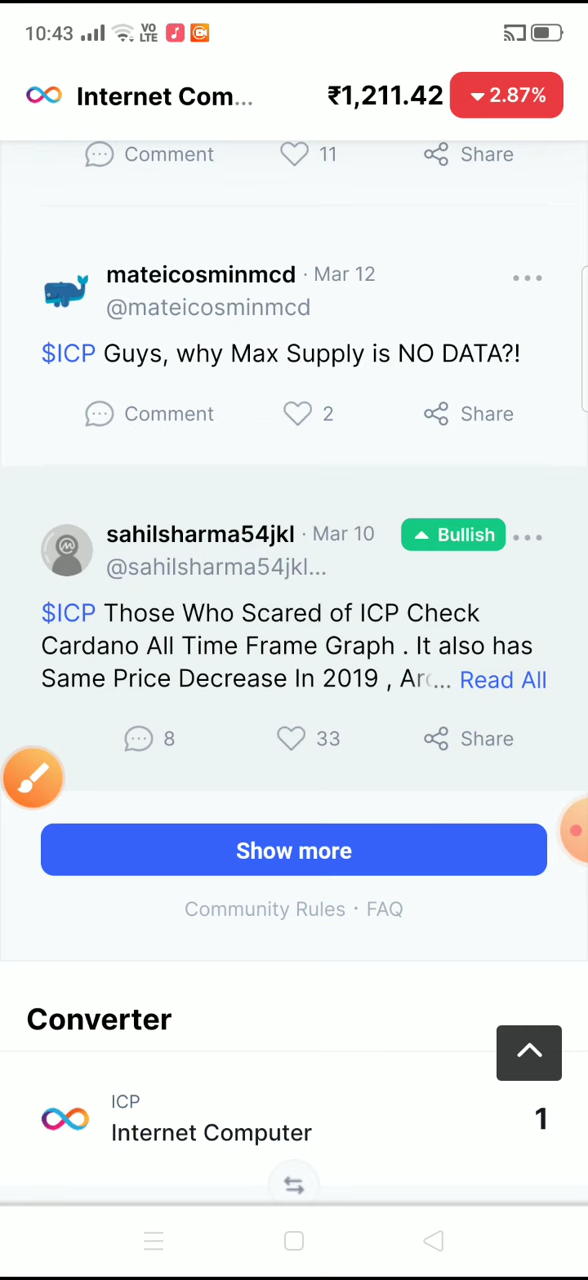 10:43 VO LTE
Internet Com... ₹1,211.42 2.87%
Comment 11 Share
mateicosminmcd · Mar 12
@mateicosminmcd
$ICP Guys, why Max Supply is NO DATA?!
Comment 2 Share
sahilsharma54jkl · Mar 10 Bullish
@sahilsharma54jkl...
$ICP Those Who Scared of ICP Check
Cardano All Time Frame Graph . It also has
Same Price Decrease In 2019 , Ar... Read All
8 33 Share
Show more
Community Rules · FAQ
Converter
ICP
Internet Computer 1